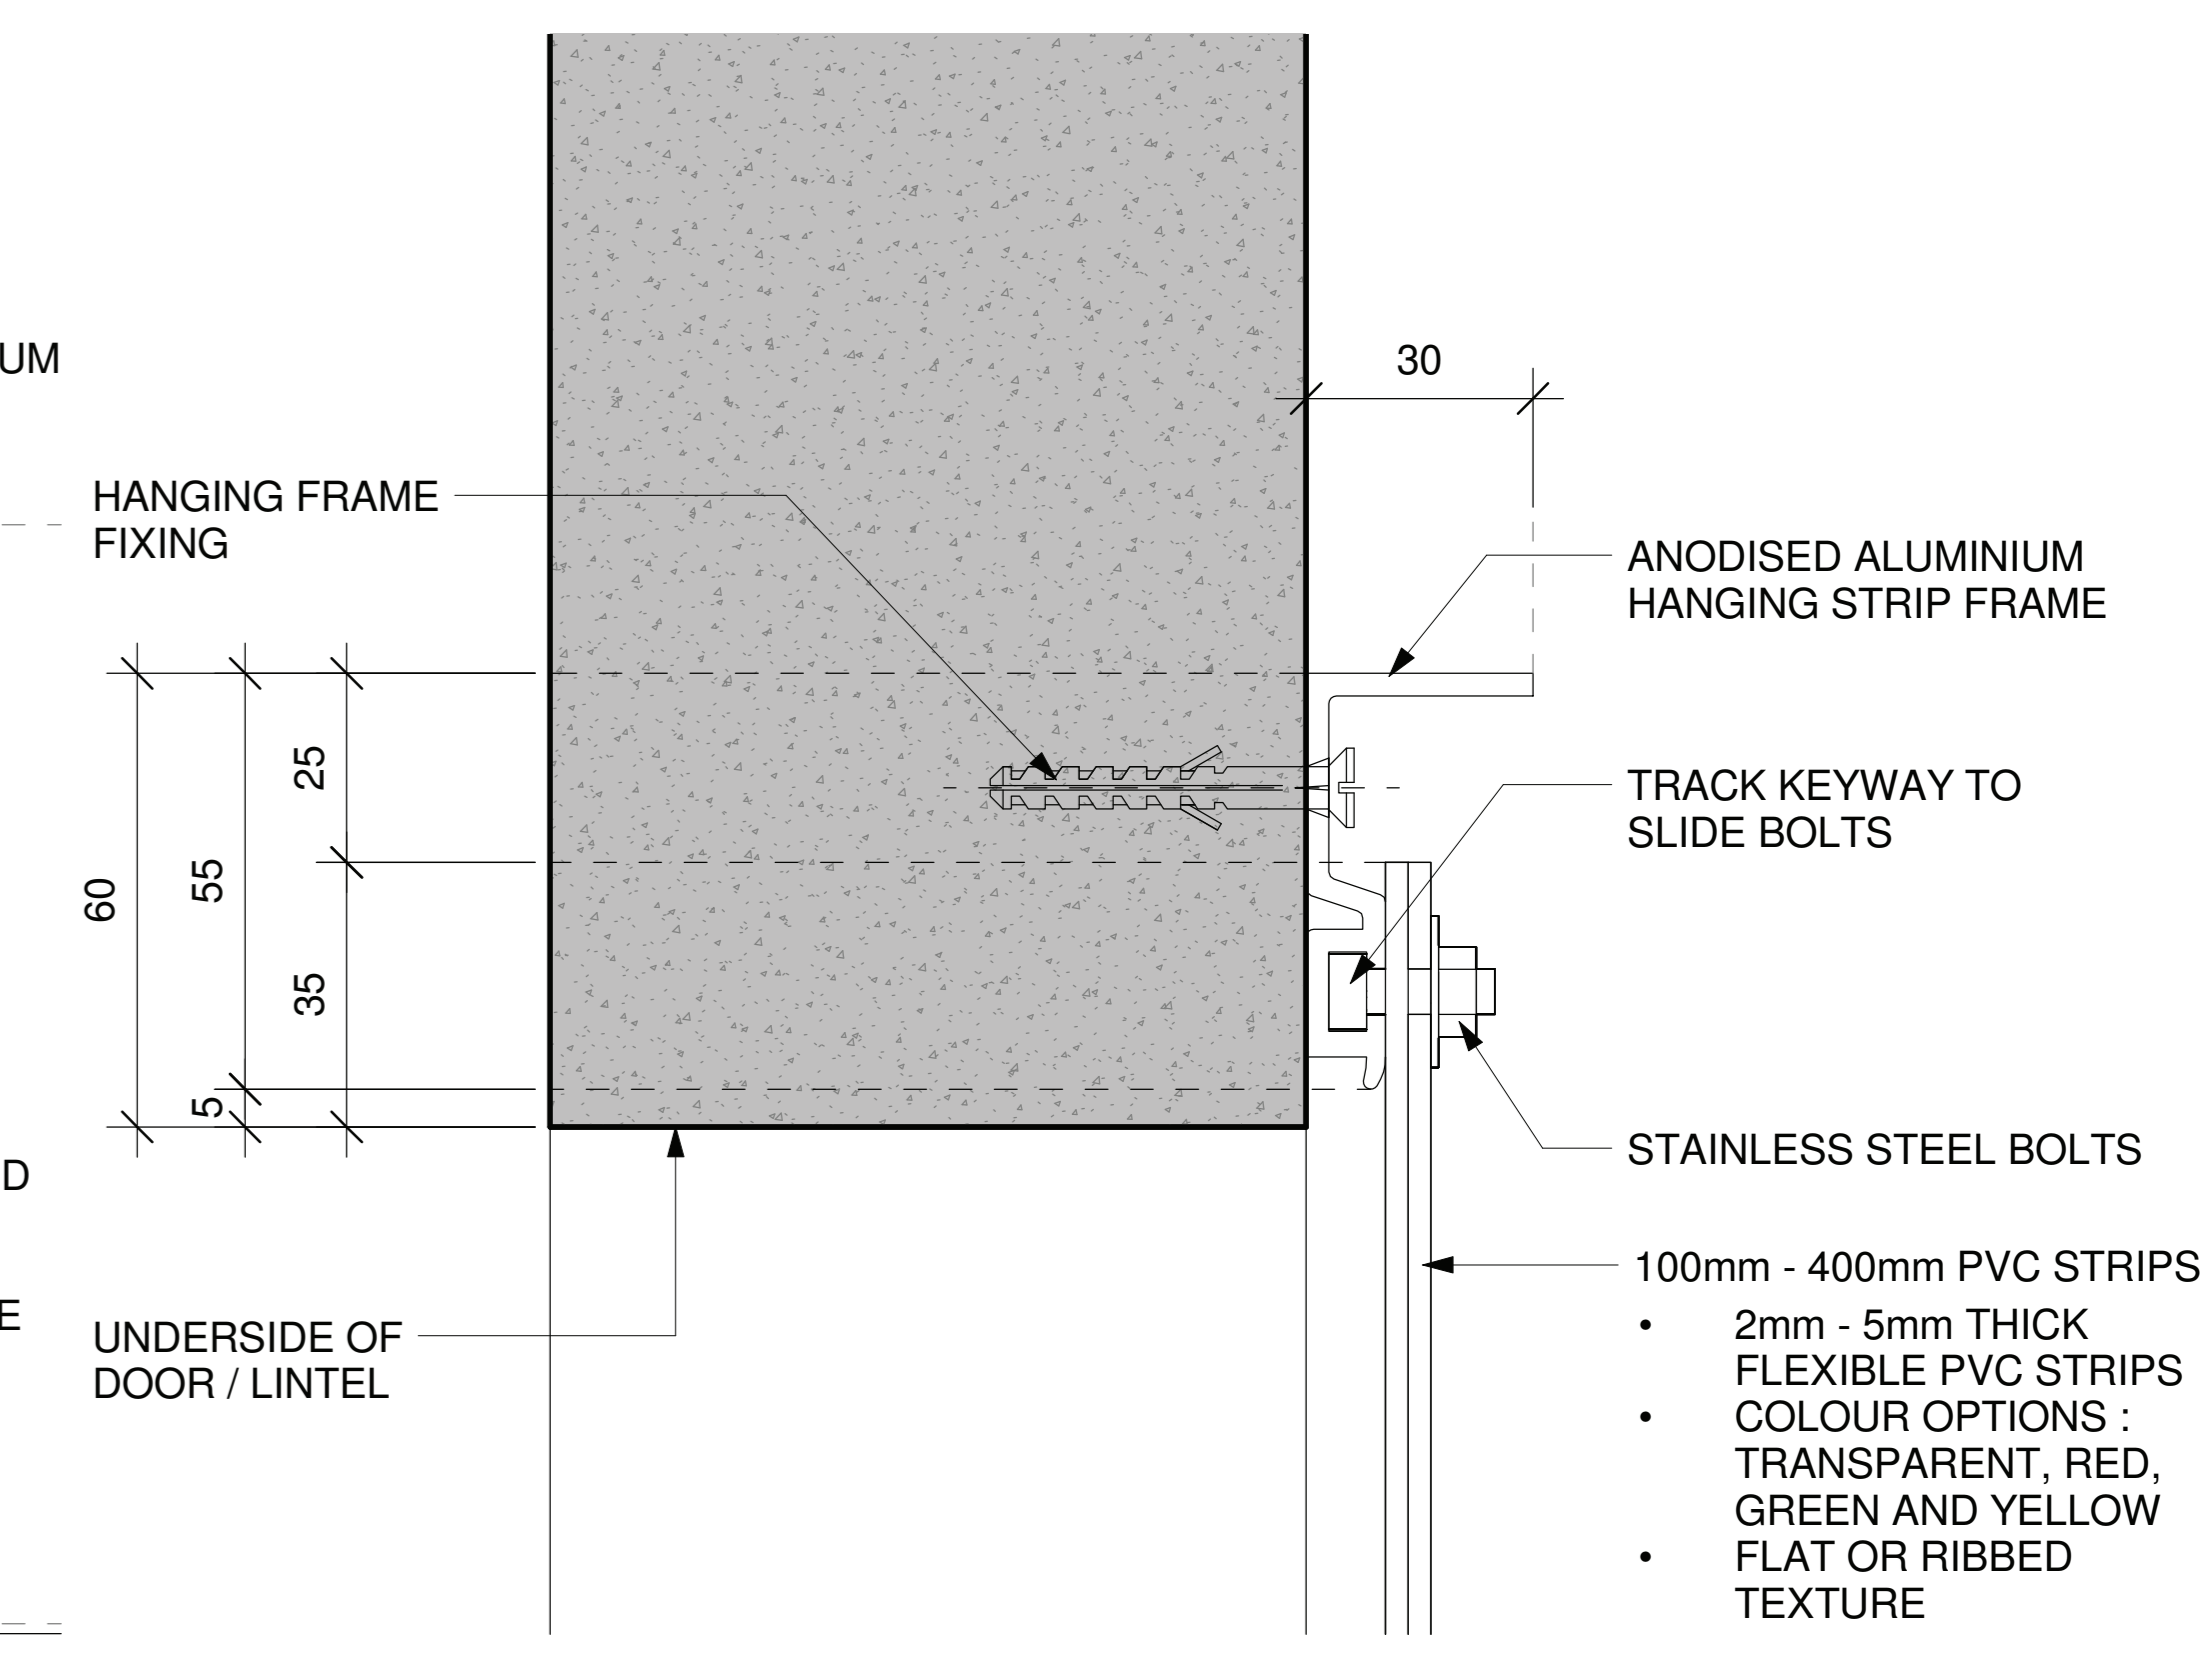 UM
30
HANGING FRAME
FIXING
ANODISED ALUMINIUM
HANGING STRIP FRAME
25
TRACK KEYWAY TO
SLIDE BOLTS
55
60
35
5
STAINLESS STEEL BOLTS
D
100mm - 400mm PVC STRIPS
E
UNDERSIDE OF
DOOR / LINTEL
• 2mm - 5mm THICK
FLEXIBLE PVC STRIPS
• COLOUR OPTIONS :
TRANSPARENT, RED,
GREEN AND YELLOW
• FLAT OR RIBBED
TEXTURE